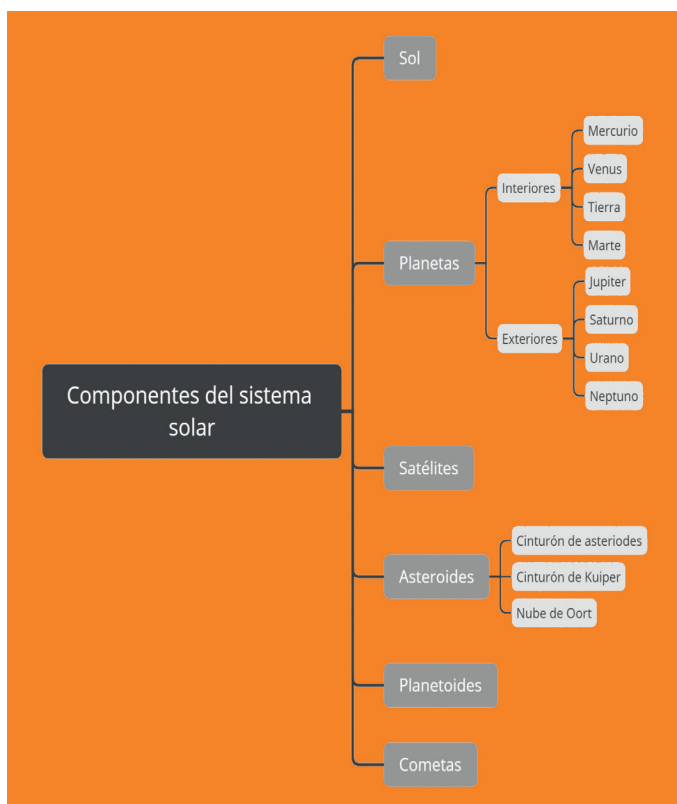 Componentes del sistema
solar
Sol
Planetas
Interiores
Mercurio
Venus
Tierra
Marte
Exteriores
Jupiter
Saturno
Urano
Neptuno
Satélites
Asteroides
Cinturón de asteriodes
Cinturón de Kuiper
Nube de Oort
Planetoides
Cometas